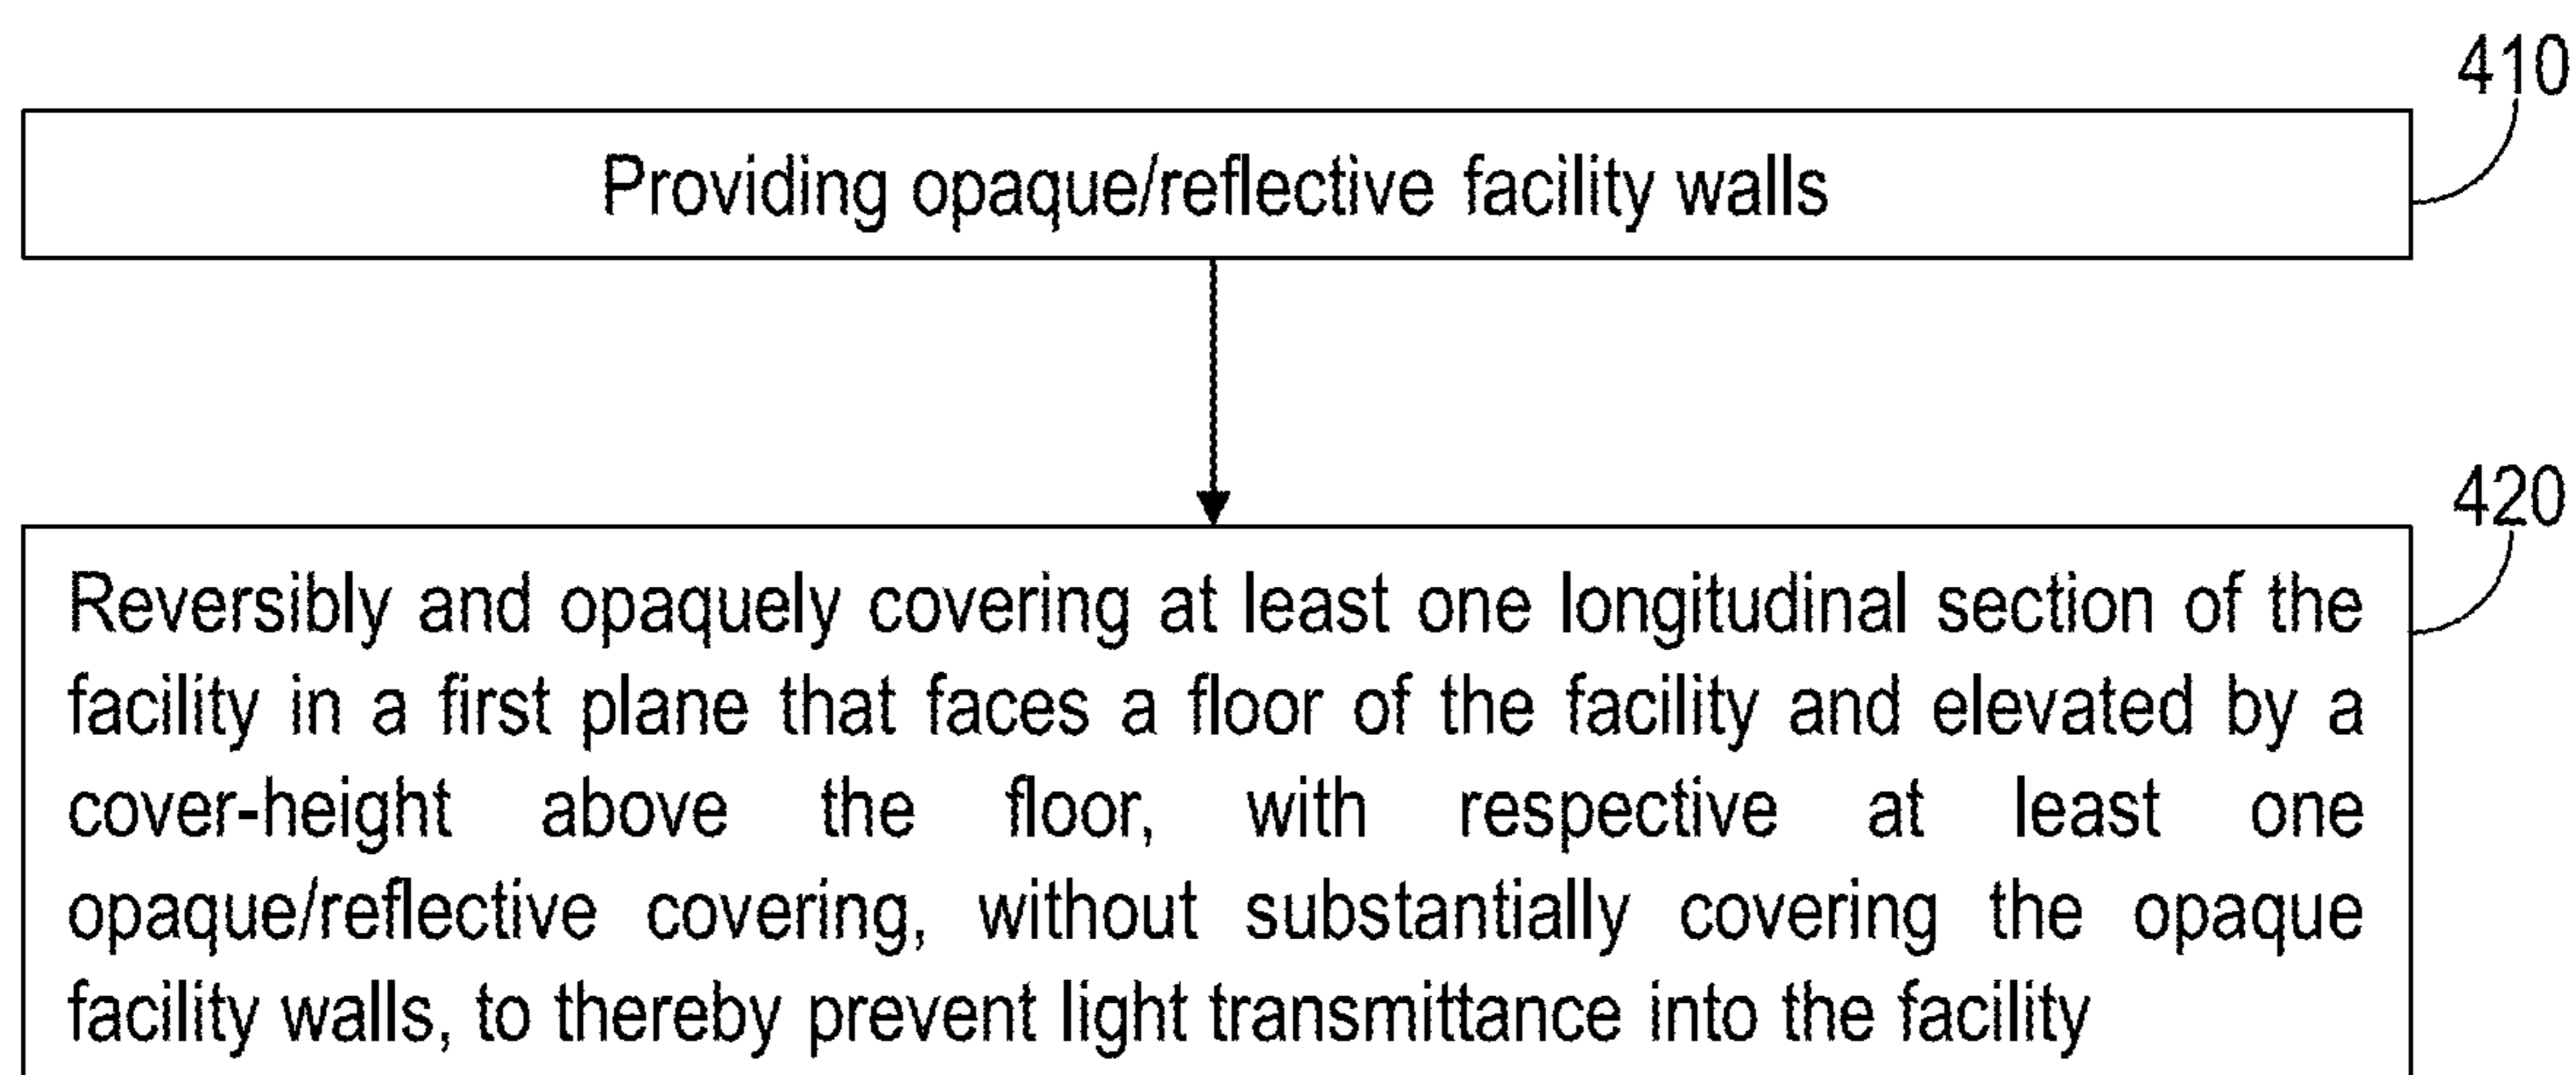 410
Providing opaque/reflective facility walls
420
Reversibly and opaquely covering at least one longitudinal section of the
facility in a first plane that faces a floor of the facility and elevated by a
cover-height above the floor, with respective at least one
opaque/reflective covering, without substantially covering the opaque
facility walls, to thereby prevent light transmittance into the facility